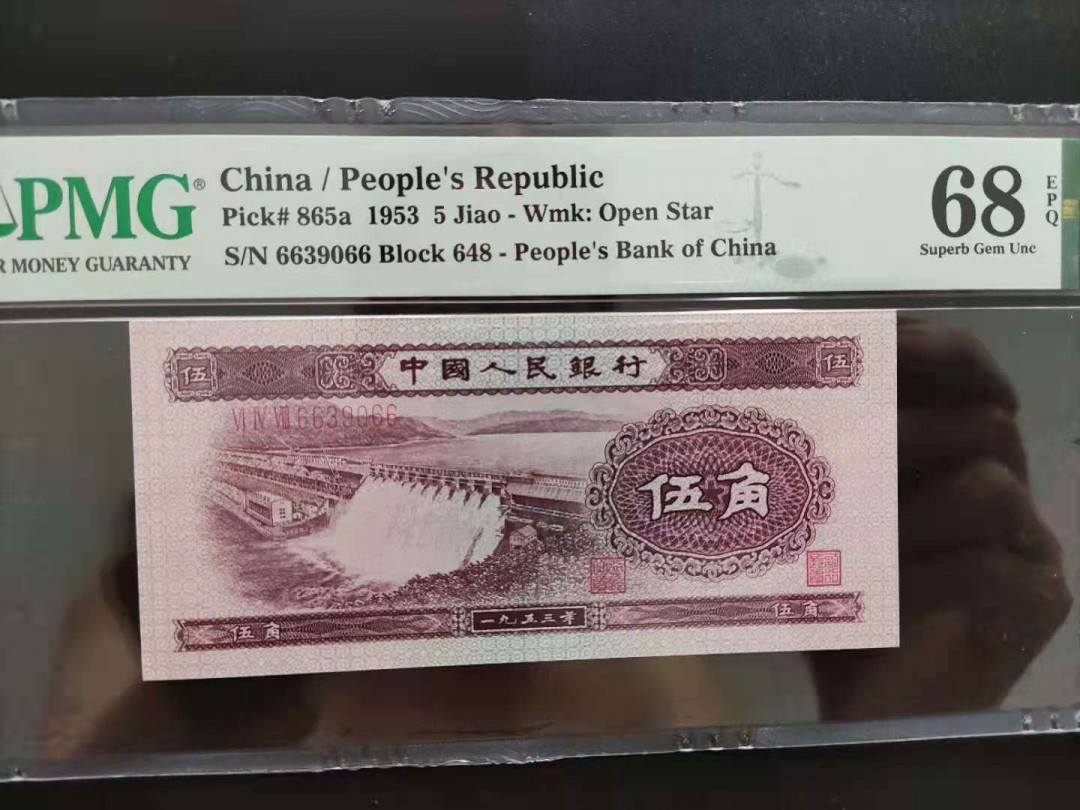 PMG®
R MONEY GUARANTY
China / People's Republic
Pick# 865a 1953 5 Jiao - Wmk: Open Star
S/N 6639066 Block 648 - People's Bank of China
68
EPQ
Superb Gem Unc
伍 中國人民銀行 伍
VI IV VIII 6639066
伍角
伍角 一九五三年 伍角